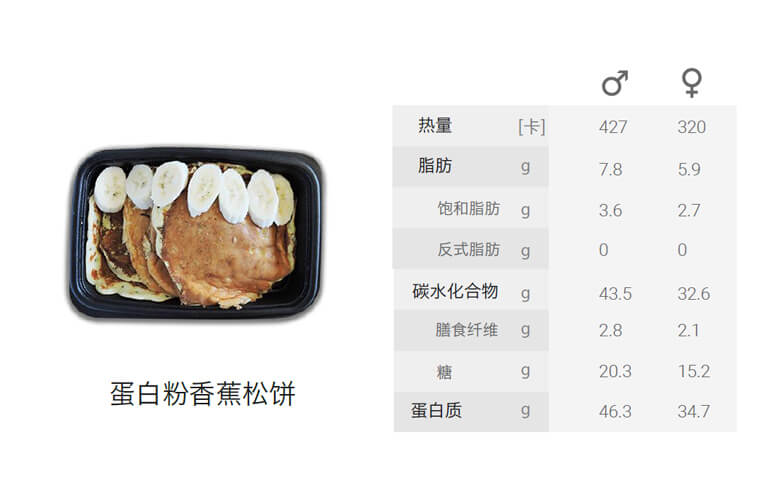 ♂ ♀
热量 [卡] 427 320
脂肪 g 7.8 5.9
饱和脂肪 g 3.6 2.7
反式脂肪 g 0 0
碳水化合物 g 43.5 32.6
膳食纤维 g 2.8 2.1
糖 g 20.3 15.2
蛋白质 g 46.3 34.7
蛋白粉香蕉松饼